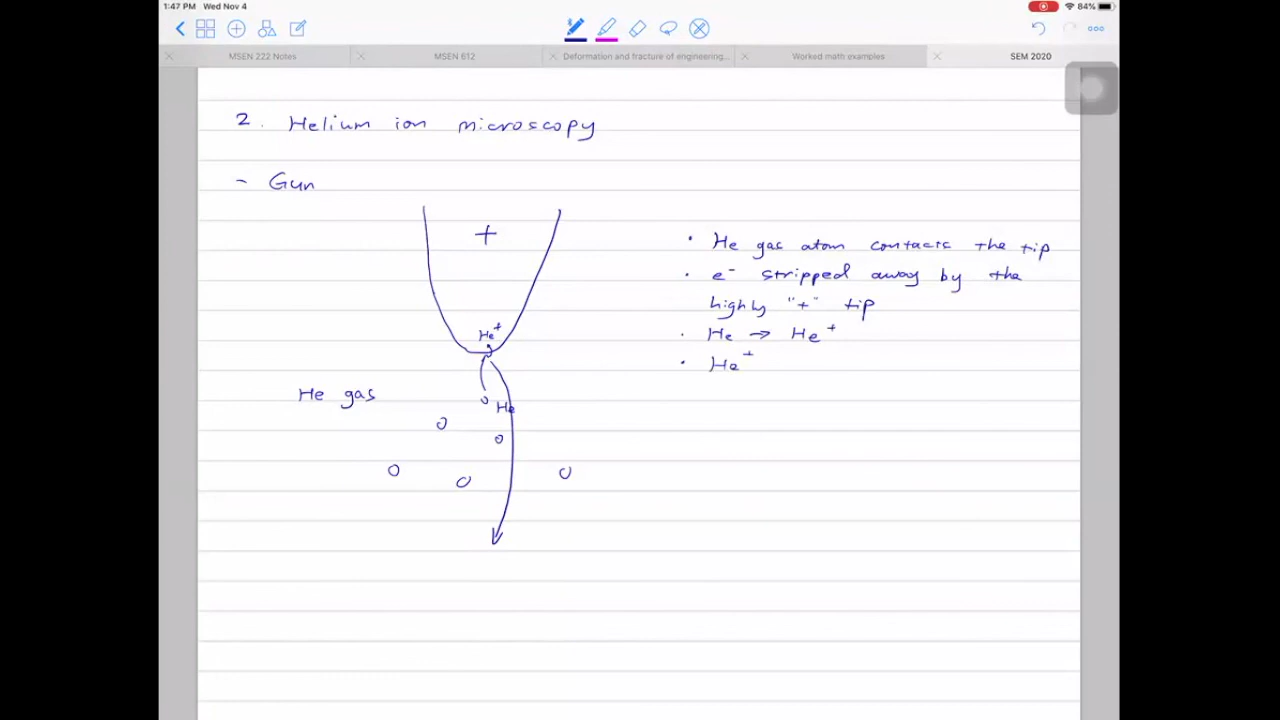 1:47 PM Wed Nov 4
84%
MSEN 222 Notes
MSEN 612
Deformation and fracture of engineering...
Worked math examples
SEM 2020
2. Helium ion microscopy
- Gun
+
He+
He gas
He
• He gas atom contacts the tip
• e- stripped away by the
highly "+" tip
• He → He+
• He+